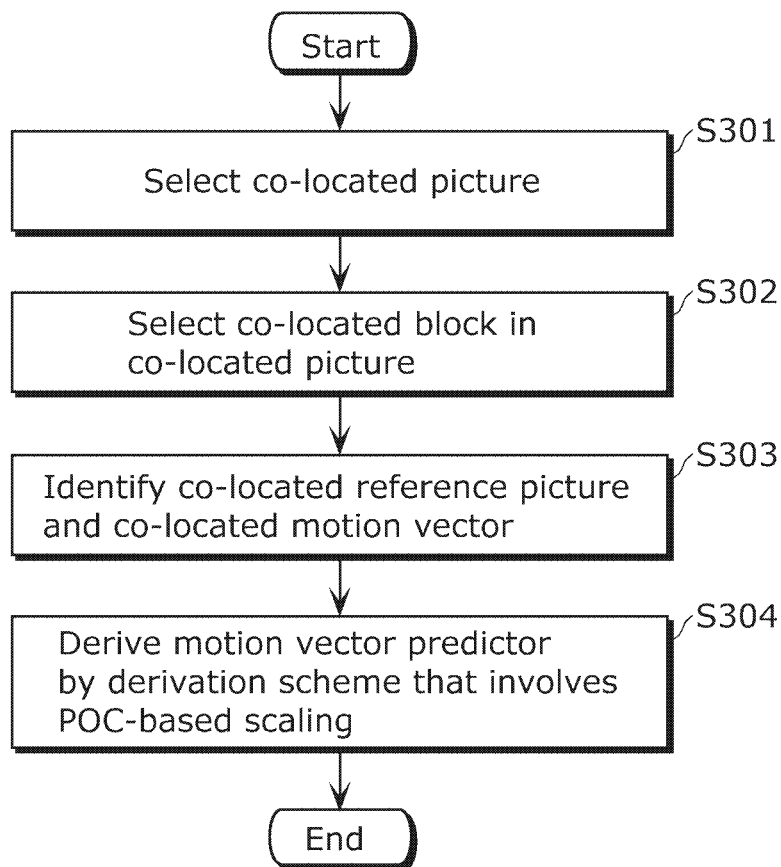 Start
S301
Select co-located picture
S302
Select co-located block in
co-located picture
S303
Identify co-located reference picture
and co-located motion vector
S304
Derive motion vector predictor
by derivation scheme that involves
POC-based scaling
End